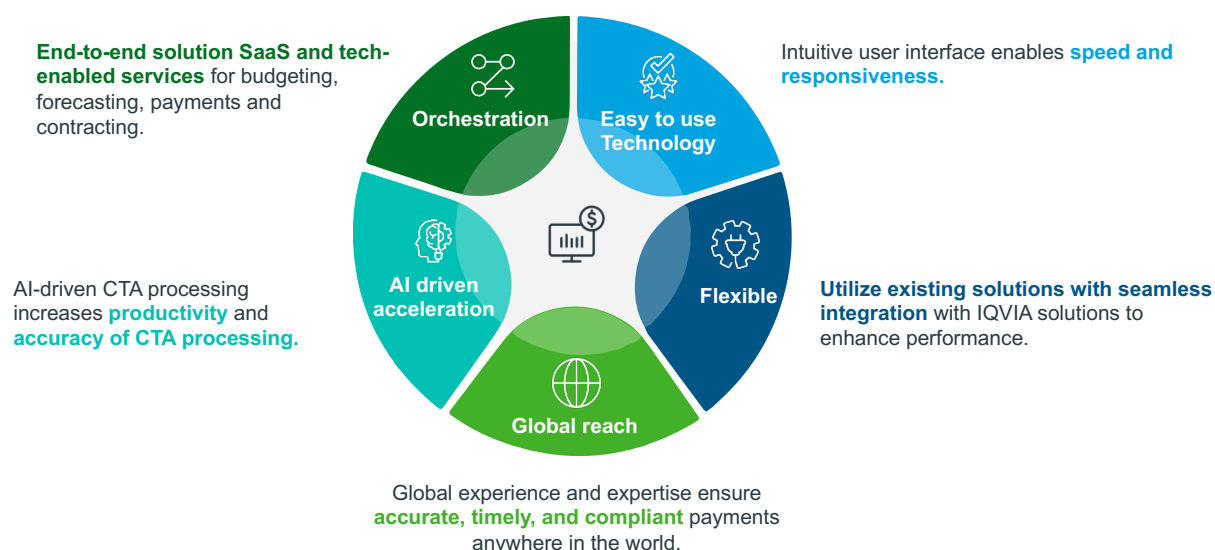 End-to-end solution SaaS and tech-
enabled services for budgeting,
forecasting, payments and
contracting.
Orchestration
Easy to use
Technology
Intuitive user interface enables speed and
responsiveness.
AI-driven CTA processing
increases productivity and
accuracy of CTA processing.
AI driven
acceleration
$
Flexible
Utilize existing solutions with seamless
integration with IQVIA solutions to
enhance performance.
Global reach
Global experience and expertise ensure
accurate, timely, and compliant payments
anywhere in the world.